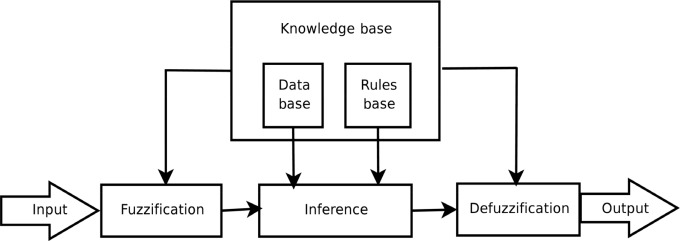 Knowledge base
Data
base
Rules
base
Input
Fuzzification
Inference
Defuzzification
Output